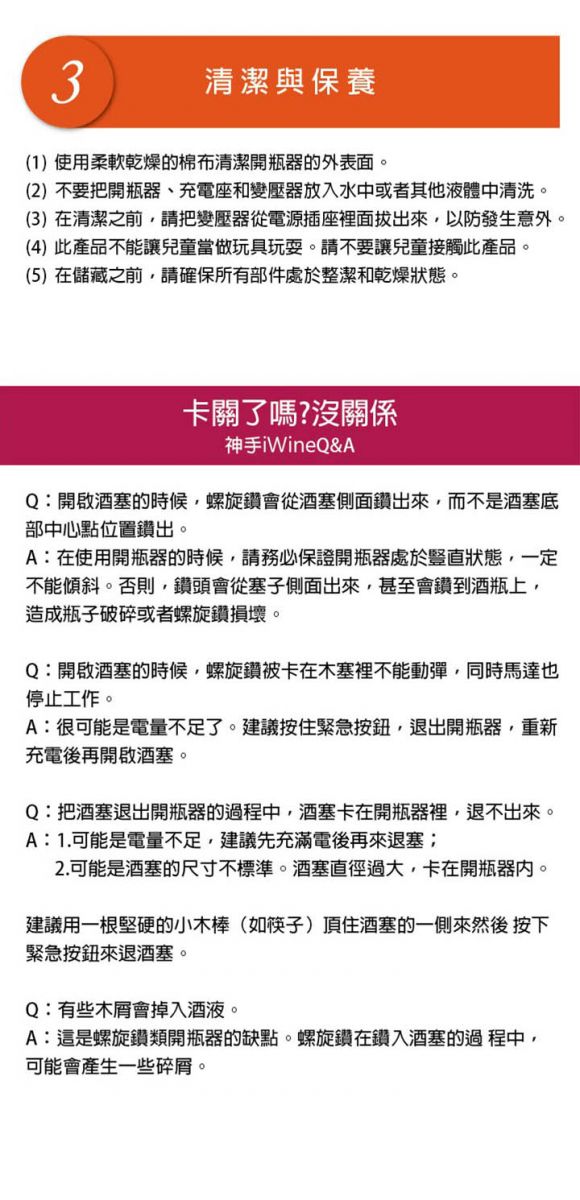 3
清潔與保養
(1) 使用柔軟乾燥的棉布清潔開瓶器的外表面。
(2) 不要把開瓶器、充電座和變壓器放入水中或者其他液體中清洗。
(3) 在清潔之前，請把變壓器從電源插座裡面拔出來，以防發生意外。
(4) 此產品不能讓兒童當做玩具玩耍。請不要讓兒童接觸此產品。
(5) 在儲藏之前，請確保所有部件處於整潔和乾燥狀態。
卡關了嗎?沒關係
神手iWineQ&A
Q：開啟酒塞的時候，螺旋鑽會從酒塞側面鑽出來，而不是酒塞底
部中心點位置鑽出。
A：在使用開瓶器的時候，請務必保證開瓶器處於豎直狀態，一定
不能傾斜。否則，鑽頭會從塞子側面出來，甚至會鑽到酒瓶上，
造成瓶子破碎或者螺旋鑽損壞。
Q：開啟酒塞的時候，螺旋鑽被卡在木塞裡不能動彈，同時馬達也
停止工作。
A：很可能是電量不足了。建議按住緊急按鈕，退出開瓶器，重新
充電後再開啟酒塞。
Q：把酒塞退出開瓶器的過程中，酒塞卡在開瓶器裡，退不出來。
A：1.可能是電量不足，建議先充滿電後再來退塞；
2.可能是酒塞的尺寸不標準。酒塞直徑過大，卡在開瓶器內。
建議用一根堅硬的小木棒（如筷子）頂住酒塞的一側來然後 按下
緊急按鈕來退酒塞。
Q：有些木屑會掉入酒液。
A：這是螺旋鑽類開瓶器的缺點。螺旋鑽在鑽入酒塞的過 程中，
可能會產生一些碎屑。